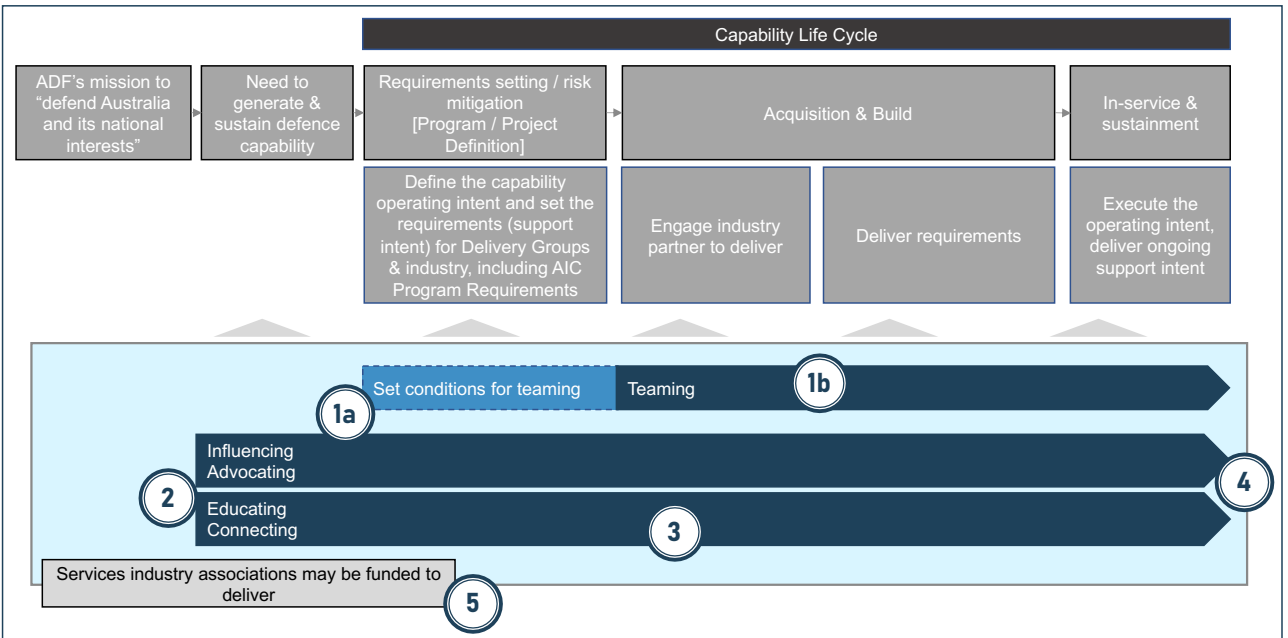 Capability Life Cycle
ADF’s mission to
“defend Australia
and its national
interests”
Need to
generate &
sustain defence
capability
Requirements setting / risk
mitigation
[Program / Project
Definition]
Acquisition & Build
In-service &
sustainment
Define the capability
operating intent and set the
requirements (support
intent) for Delivery Groups
& industry, including AIC
Program Requirements
Engage industry
partner to deliver
Deliver requirements
Execute the
operating intent,
deliver ongoing
support intent
1a
Set conditions for teaming
Teaming
1b
2
Influencing
Advocating
4
Educating
Connecting
3
Services industry associations may be funded to
deliver
5